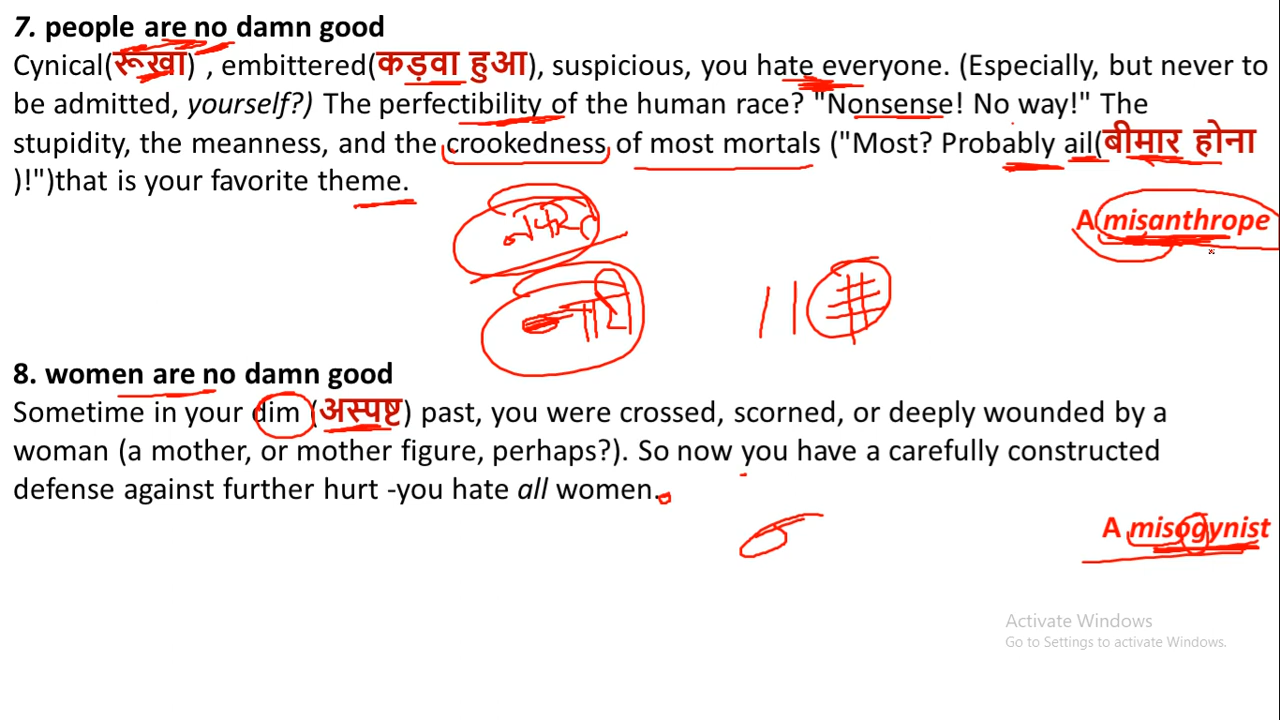 7. people are no damn good
Cynical(रूखा) , embittered(कड़वा हुआ), suspicious, you hate everyone. (Especially, but never to
be admitted, yourself?) The perfectibility of the human race? "Nonsense! No way!" The
stupidity, the meanness, and the crookedness of most mortals ("Most? Probably ail(बीमार होना
)!")that is your favorite theme.
A misanthrope
8. women are no damn good
Sometime in your dim (अस्पष्ट) past, you were crossed, scorned, or deeply wounded by a
woman (a mother, or mother figure, perhaps?). So now you have a carefully constructed
defense against further hurt -you hate all women.
A misogynist
Activate Windows
Go to Settings to activate Windows.